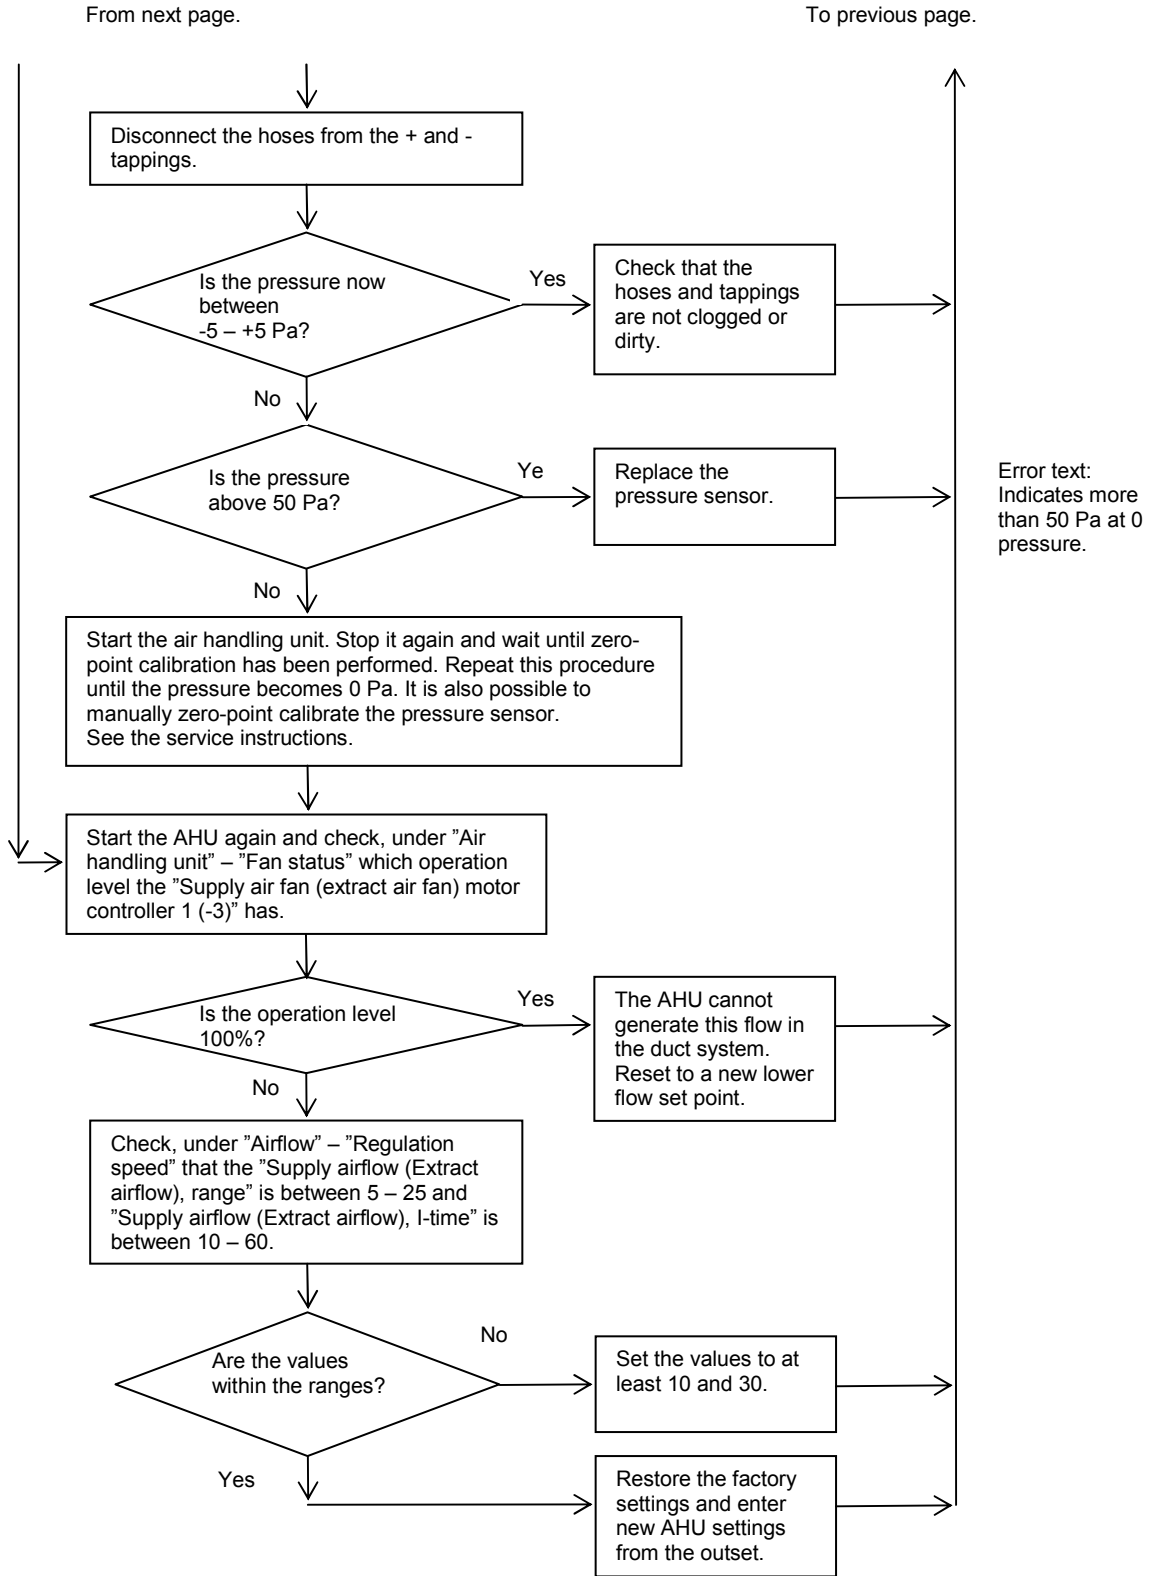 From next page.
To previous page.
Disconnect the hoses from the + and -
tappings.
Is the pressure now
between
-5 – +5 Pa?
Yes
Check that the
hoses and tappings
are not clogged or
dirty.
No
Is the pressure
above 50 Pa?
Ye
Replace the
pressure sensor.
Error text:
Indicates more
than 50 Pa at 0
pressure.
No
Start the air handling unit. Stop it again and wait until zero-
point calibration has been performed. Repeat this procedure
until the pressure becomes 0 Pa. It is also possible to
manually zero-point calibrate the pressure sensor.
See the service instructions.
Start the AHU again and check, under ”Air
handling unit” – ”Fan status” which operation
level the ”Supply air fan (extract air fan) motor
controller 1 (-3)” has.
Is the operation level
100%?
Yes
The AHU cannot
generate this flow in
the duct system.
Reset to a new lower
flow set point.
No
Check, under ”Airflow” – ”Regulation
speed” that the ”Supply airflow (Extract
airflow), range” is between 5 – 25 and
”Supply airflow (Extract airflow), I-time” is
between 10 – 60.
Are the values
within the ranges?
No
Set the values to at
least 10 and 30.
Yes
Restore the factory
settings and enter
new AHU settings
from the outset.